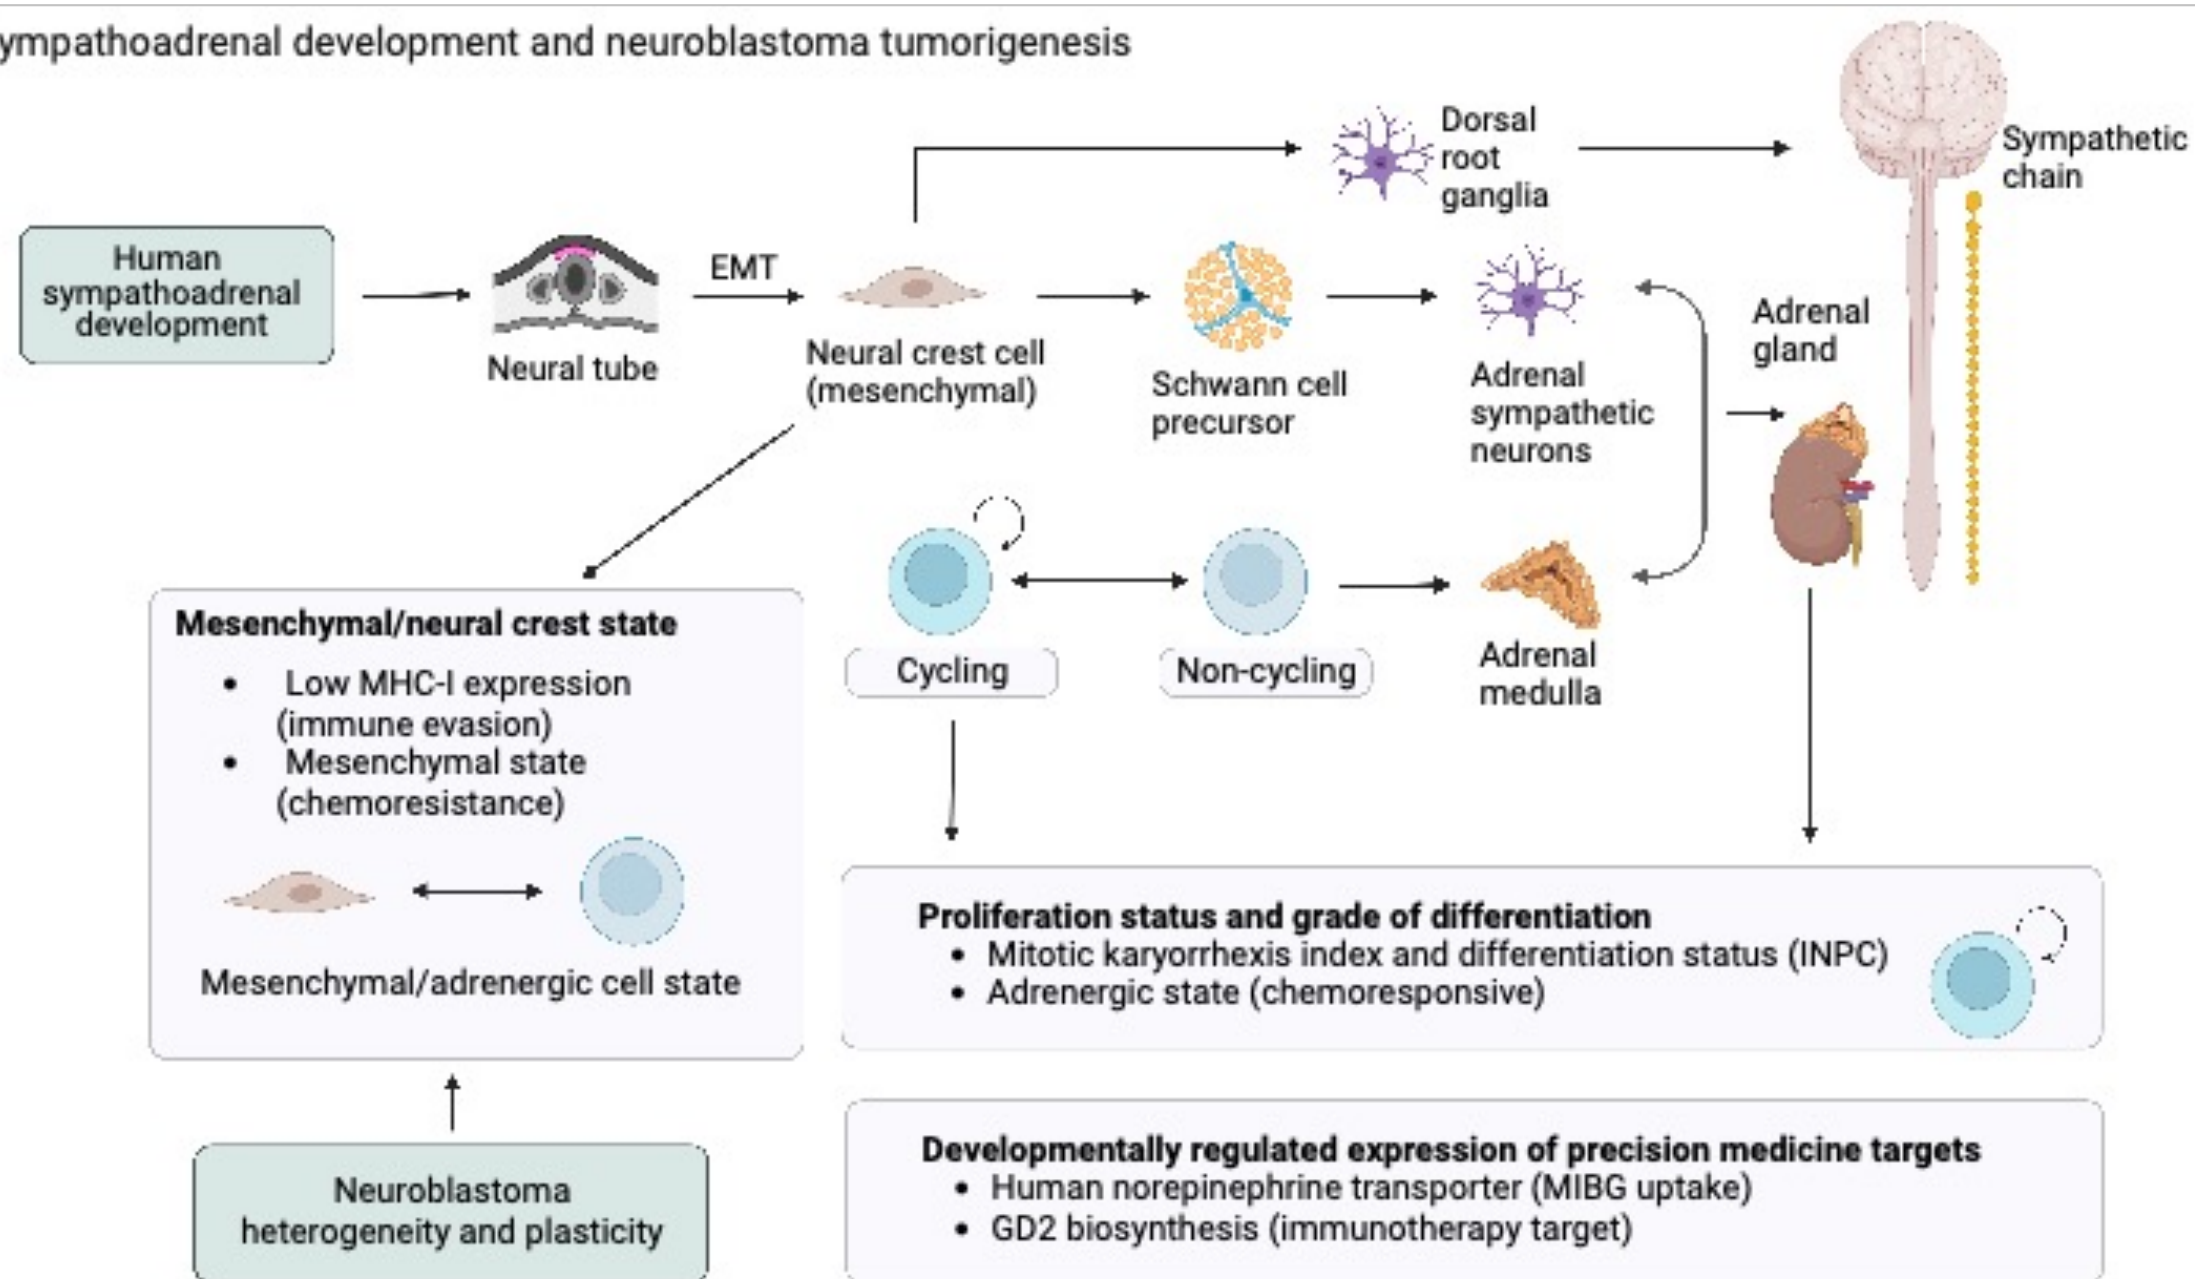 ympathoadrenal development and neuroblastoma tumorigenesis
Dorsal
root
ganglia
Sympathetic
chain
Human
sympathoadrenal
development
Neural tube
EMT
Neural crest cell
(mesenchymal)
Schwann cell
precursor
Adrenal
sympathetic
neurons
Adrenal
gland
Cycling
Non-cycling
Adrenal
medulla
Mesenchymal/neural crest state
• Low MHC-I expression
(immune evasion)
• Mesenchymal state
(chemoresistance)
Mesenchymal/adrenergic cell state
Proliferation status and grade of differentiation
• Mitotic karyorrhexis index and differentiation status (INPC)
• Adrenergic state (chemoresponsive)
Neuroblastoma
heterogeneity and plasticity
Developmentally regulated expression of precision medicine targets
• Human norepinephrine transporter (MIBG uptake)
• GD2 biosynthesis (immunotherapy target)